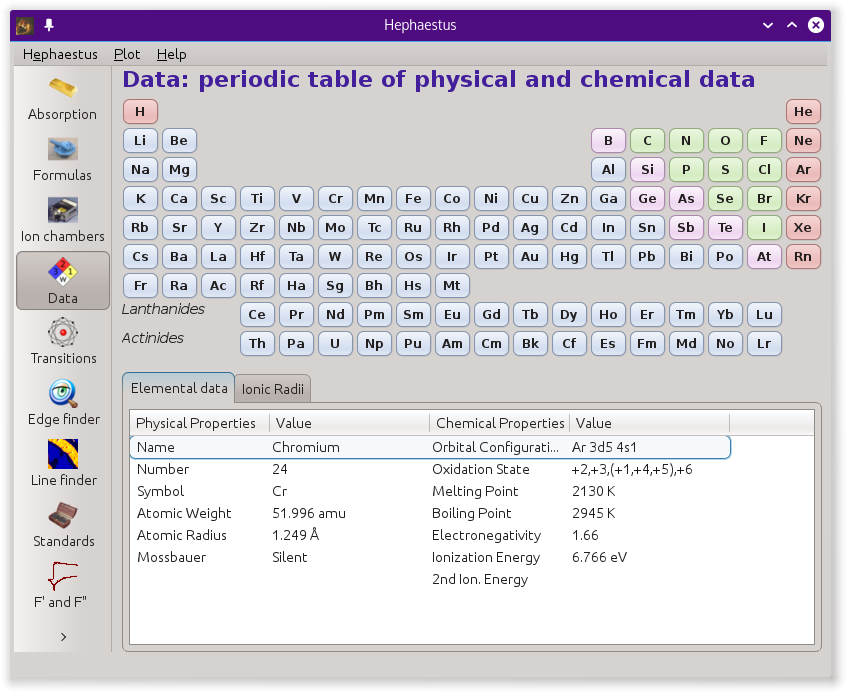 Hephaestus
Hephaestus Plot Help
Absorption
Formulas
Ion chambers
Data
Transitions
Edge finder
Line finder
Standards
F' and F"
Data: periodic table of physical and chemical data
H He
Li Be B C N O F Ne
Na Mg Al Si P S Cl Ar
K Ca Sc Ti V Cr Mn Fe Co Ni Cu Zn Ga Ge As Se Br Kr
Rb Sr Y Zr Nb Mo Tc Ru Rh Pd Ag Cd In Sn Sb Te I Xe
Cs Ba La Hf Ta W Re Os Ir Pt Au Hg Tl Pb Bi Po At Rn
Fr Ra Ac Rf Ha Sg Bh Hs Mt
Lanthanides Ce Pr Nd Pm Sm Eu Gd Tb Dy Ho Er Tm Yb Lu
Actinides Th Pa U Np Pu Am Cm Bk Cf Es Fm Md No Lr
Elemental data Ionic Radii
Physical Properties Value Chemical Properties Value
Name Chromium Orbital Configurati... Ar 3d5 4s1
Number 24 Oxidation State +2,+3,(+1,+4,+5),+6
Symbol Cr Melting Point 2130 K
Atomic Weight 51.996 amu Boiling Point 2945 K
Atomic Radius 1.249 Å Electronegativity 1.66
Mossbauer Silent Ionization Energy 6.766 eV
2nd Ion. Energy